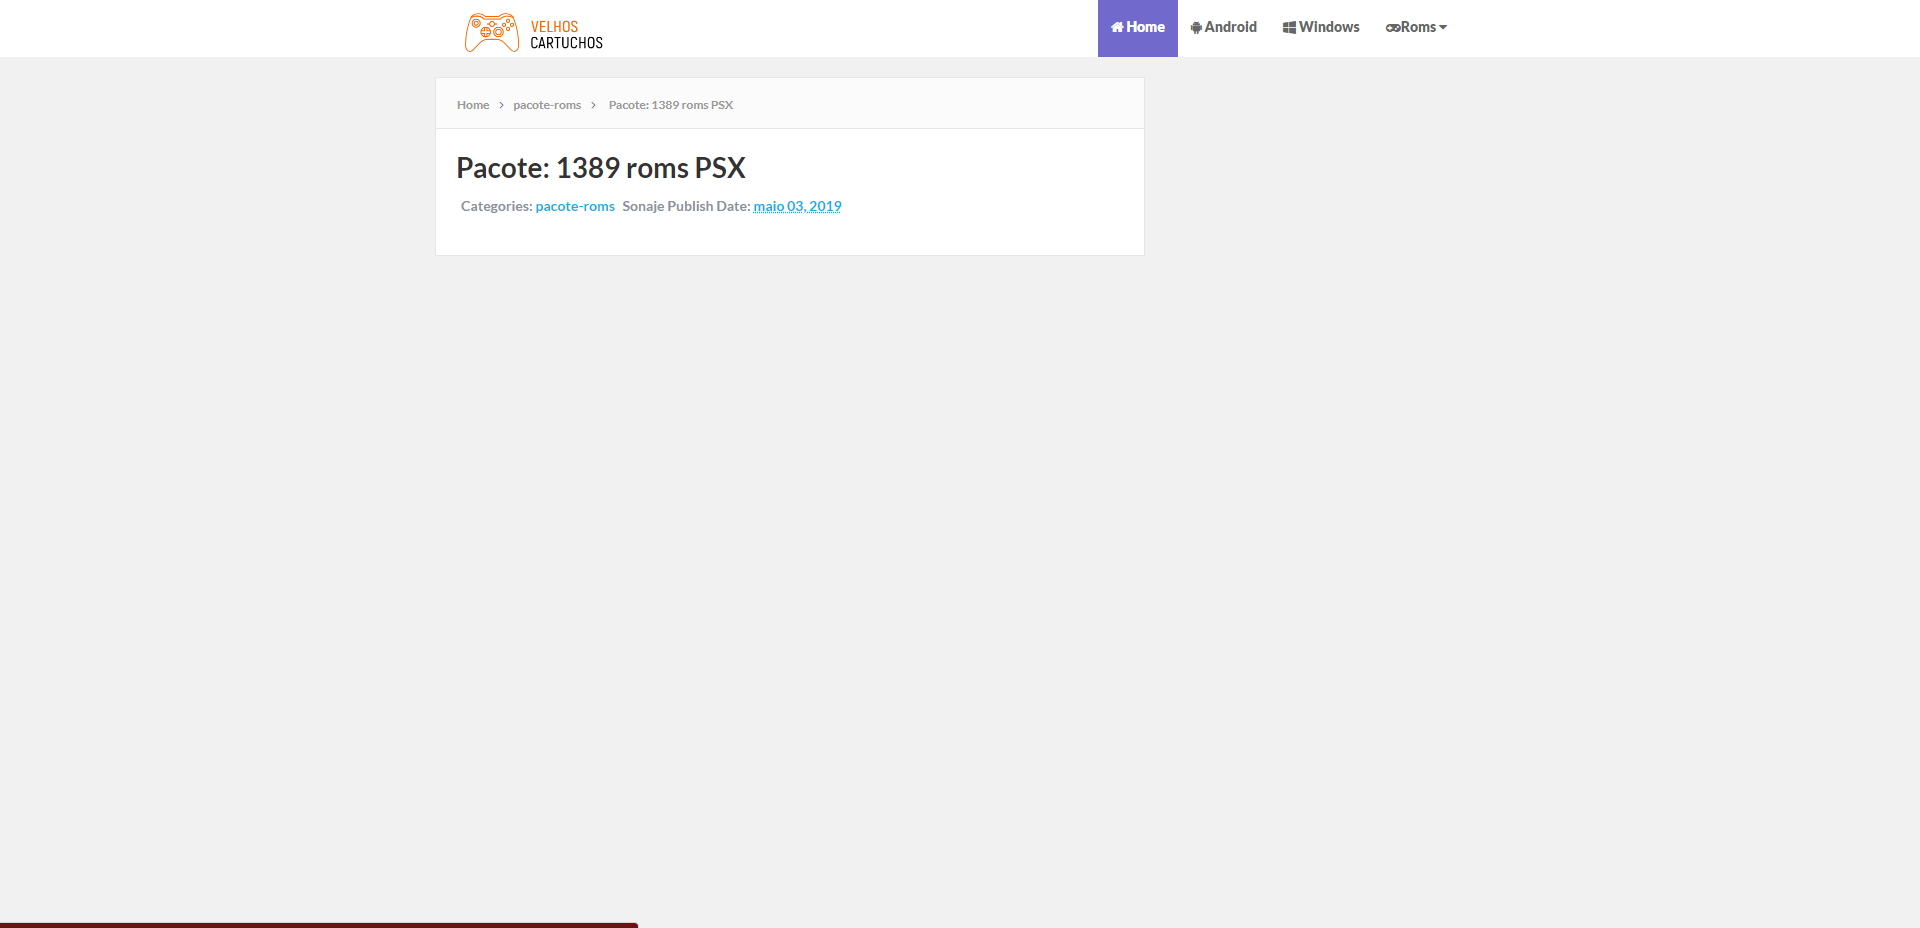 VELHOS
CARTUCHOS
Home Android Windows Roms
Home > pacote-roms > Pacote: 1389 roms PSX
Pacote: 1389 roms PSX
Categories: pacote-roms Sonaje Publish Date: maio 03, 2019